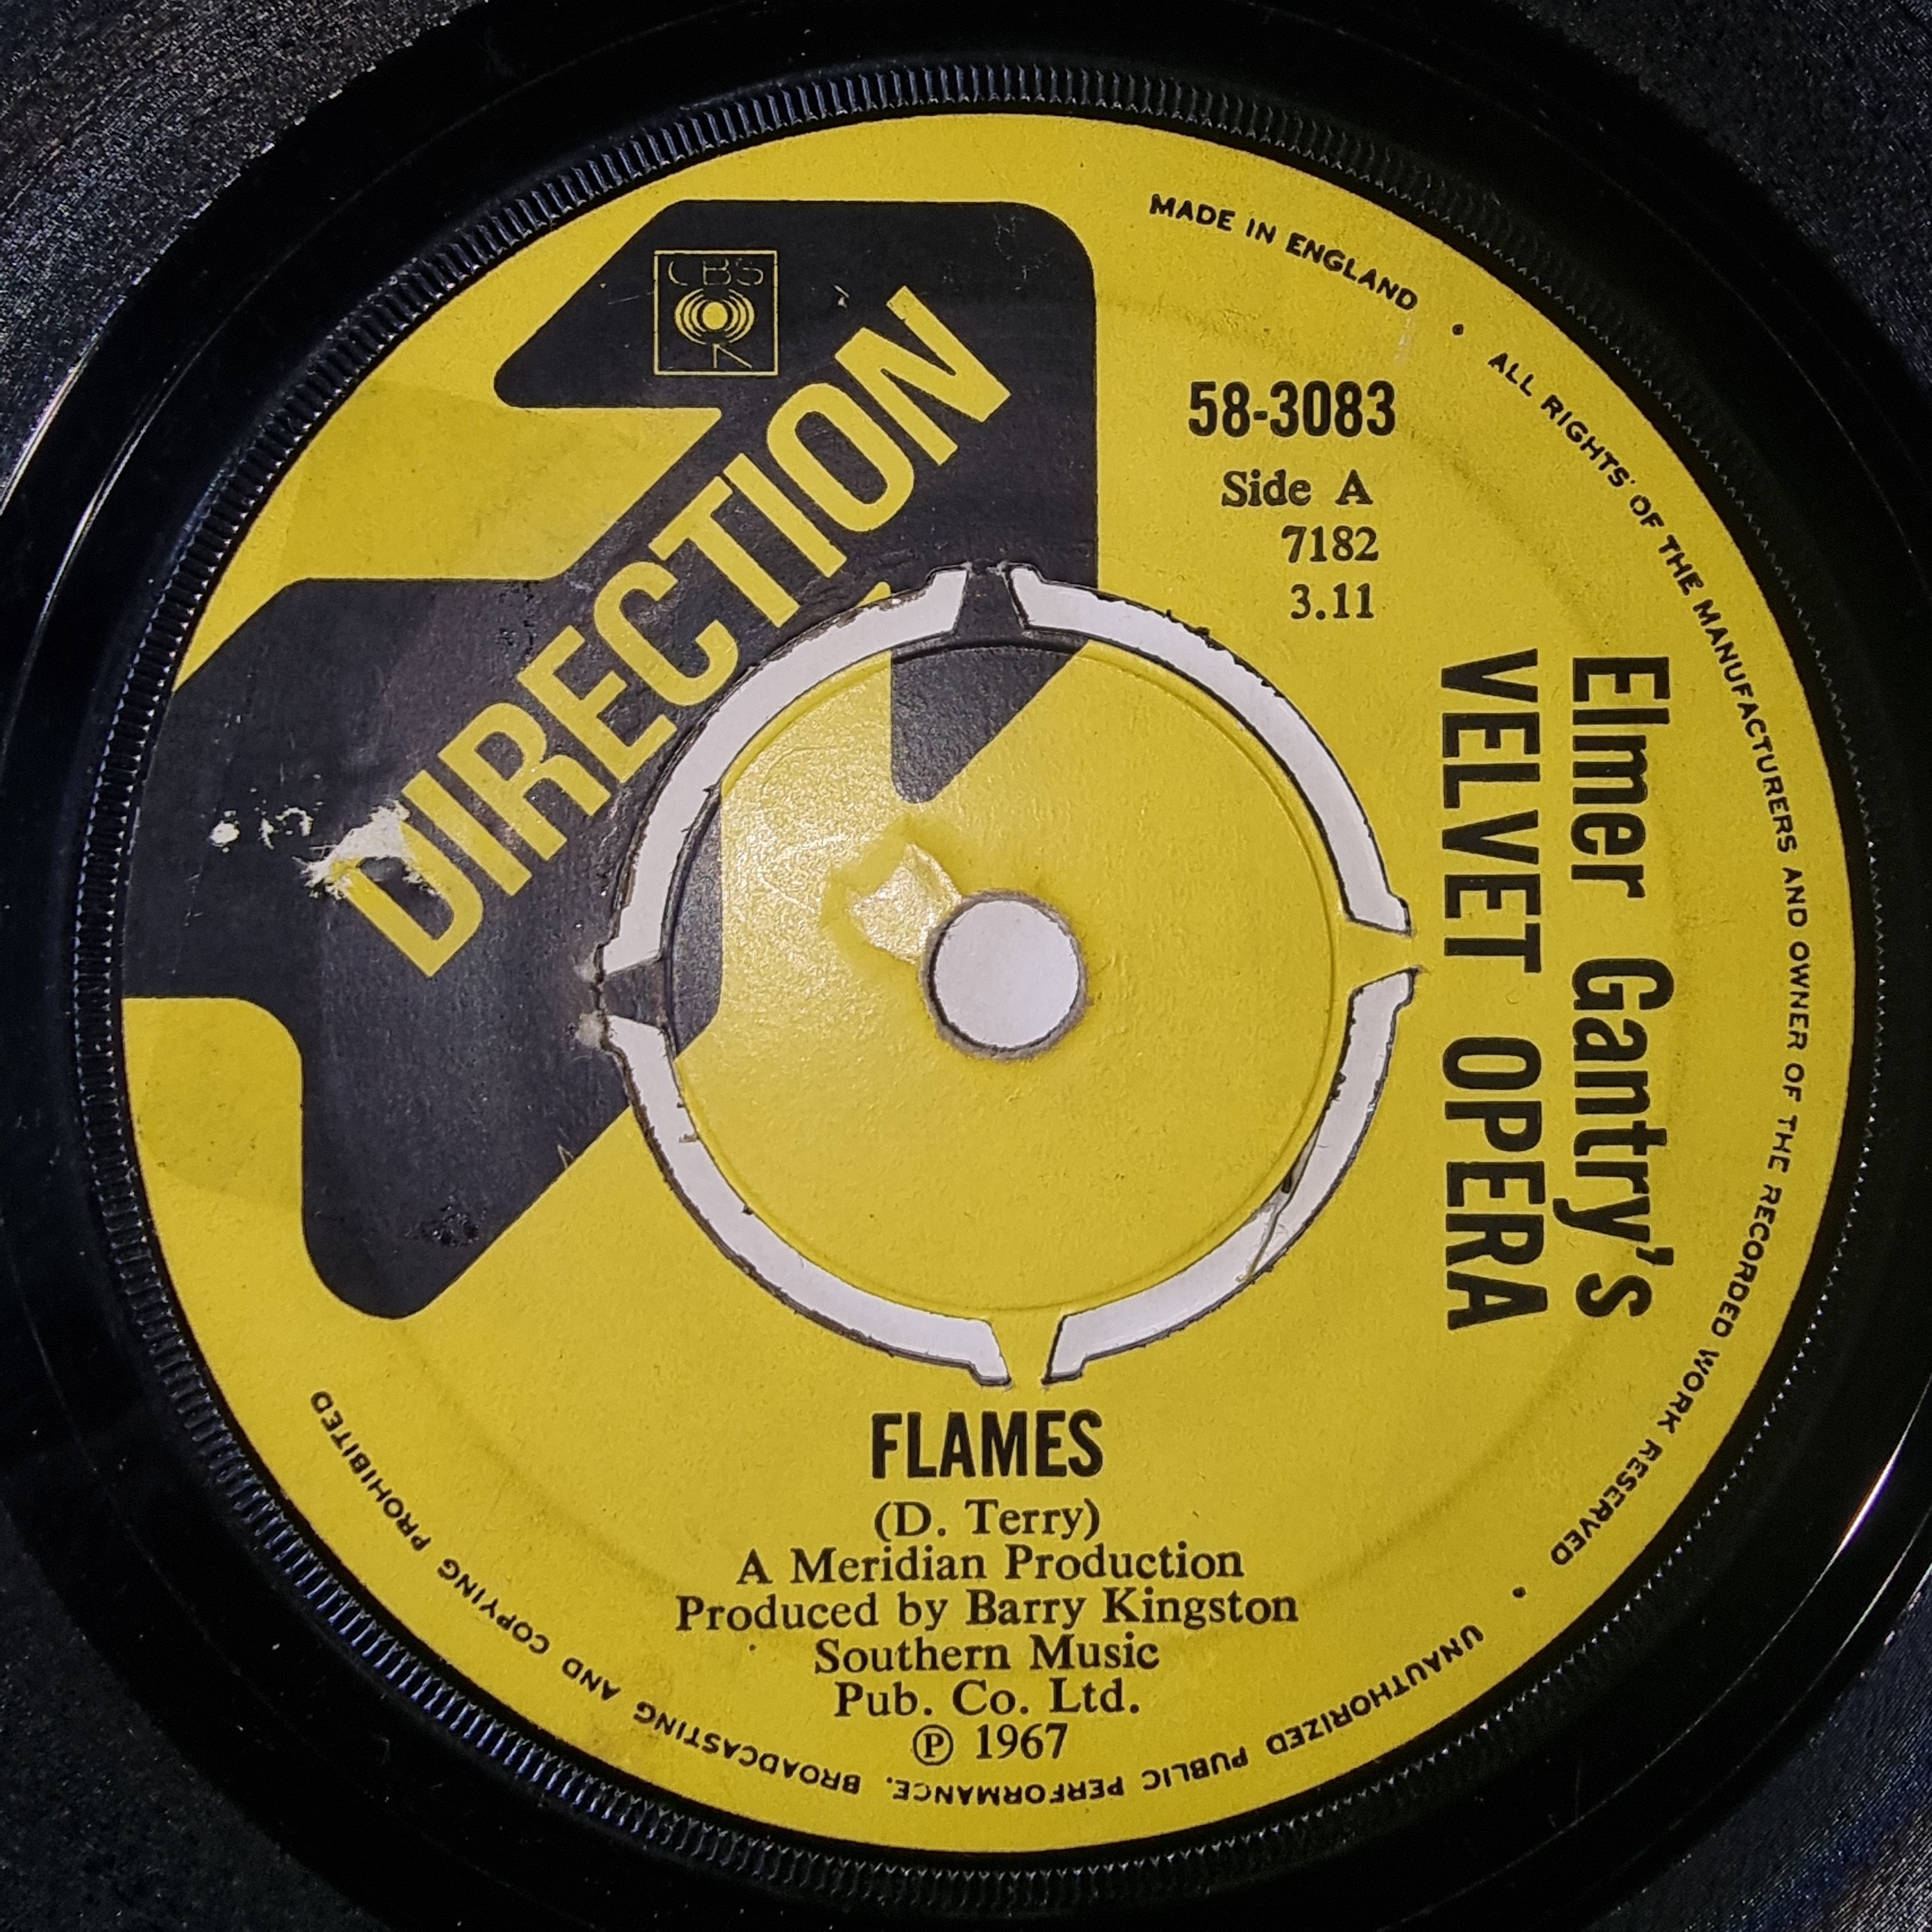 MADE IN ENGLAND • ALL RIGHTS OF THE MANUFACTURERS AND OWNER OF THE RECORDED WORK RESERVED • UNAUTHORIZED PUBLIC PERFORMANCE, BROADCASTING AND COPYING PROHIBITED
CBS
DIRECTION
58-3083
Side A
7182
3.11
Elmer Gantry's
VELVET OPERA
FLAMES
(D. Terry)
A Meridian Production
Produced by Barry Kingston
Southern Music
Pub. Co. Ltd.
Ⓟ 1967